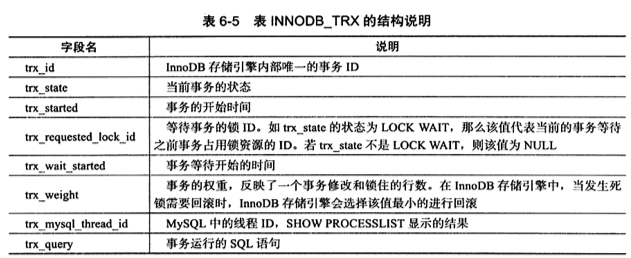 表 6-5 表 INNODB_TRX 的结构说明
字段名 说明
trx_id InnoDB 存储引擎内部唯一的事务 ID
trx_state 当前事务的状态
trx_started 事务的开始时间
trx_requested_lock_id 等待事务的锁 ID。如 trx_state 的状态为 LOCK WAIT，那么该值代表当前的事务等待
之前事务占用锁资源的 ID。若 trx_state 不是 LOCK WAIT，则该值为 NULL
trx_wait_started 事务等待开始的时间
trx_weight 事务的权重，反映了一个事务修改和锁住的行数。在 InnoDB 存储引擎中，当发生死
锁需要回滚时，InnoDB 存储引擎会选择该值最小的进行回滚
trx_mysql_thread_id MySQL 中的线程 ID，SHOW PROCESSLIST 显示的结果
trx_query 事务运行的 SQL 语句